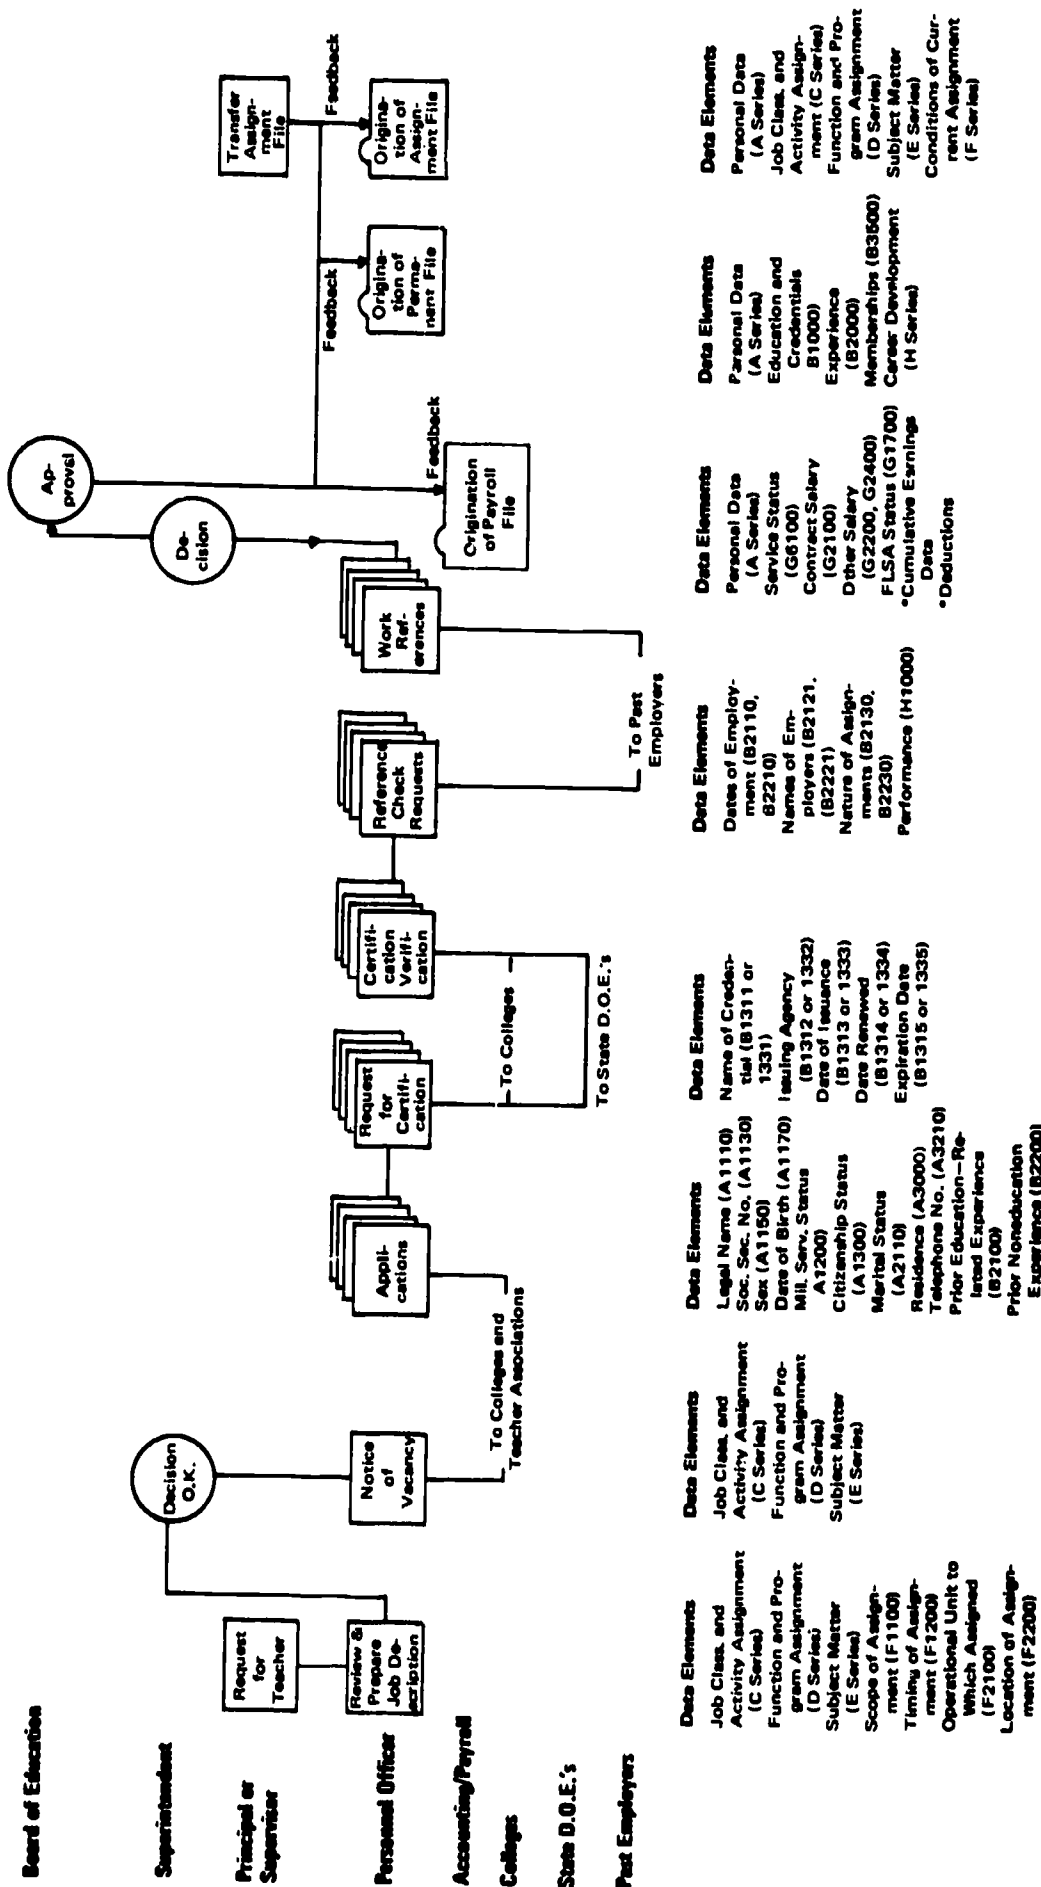 Board of Education
Superintendent
Principal or
Supervisor
Personnel Officer
Accounting/Payroll
Colleges
State D.O.E.'s
Past Employers
Request
for
Teacher
Review &
Prepare
Job De-
scription
Decision
O.K.
Notice
of
Vacancy
To Colleges and
Teacher Associations
Appli-
cations
Request
for
Certifi-
cation
To Colleges
To State D.O.E.'s
Certifi-
cation
Verifi-
cation
Reference
Check
Requests
To Past
Employers
Work
Ref-
erences
De-
cision
Ap-
proval
Feedback
Origination
of Payroll
File
Feedback
Origina-
tion of
Perma-
nent File
Transfer
Assign-
ment
File
Feedback
Origina-
tion of
Assign-
ment File
Data Elements
Job Class. and
Activity Assignment
(C Series)
Function and Pro-
gram Assignment
(D Series)
Subject Matter
(E Series)
Scope of Assign-
ment (F1100)
Timing of Assign-
ment (F1200)
Operational Unit to
Which Assigned
(F2100)
Location of Assign-
ment (F2200)
Data Elements
Job Class. and
Activity Assignment
(C Series)
Function and Pro-
gram Assignment
(D Series)
Subject Matter
(E Series)
Data Elements
Legal Name (A1110)
Soc. Sec. No. (A1130)
Sex (A1150)
Date of Birth (A1170)
Mil. Serv. Status
A1200)
Citizenship Status
(A1300)
Marital Status
(A2110)
Residence (A3000)
Telephone No. (A3210)
Prior Education—Re-
lated Experience
(B2100)
Prior Noneducation
Experience (B2200)
Data Elements
Name of Creden-
tial (B1311 or
1331)
Issuing Agency
(B1312 or 1332)
Date of Issuance
(B1313 or 1333)
Date Renewed
(B1314 or 1334)
Expiration Date
(B1315 or 1335)
Data Elements
Dates of Employ-
ment (B2110,
B2210)
Names of Em-
ployers (B2121.
(B2221)
Nature of Assign-
ments (B2130.
B2230)
Performance (H1000)
Data Elements
Personal Data
(A Series)
Service Status
(G6100)
Contract Salary
(G2100)
Other Salary
(G2200, G2400)
FLSA Status (G1700)
*Cumulative Earnings
Data
*Deductions
Data Elements
Personal Data
(A Series)
Education and
Credentials
B1000)
Experience
(B2000)
Memberships (B3500)
Career Development
(H Series)
Data Elements
Personal Data
(A Series)
Job Class. and
Activity Assign-
ment (C Series)
Function and Pro-
gram Assignment
(D Series)
Subject Matter
(E Series)
Conditions of Cur-
rent Assignment
(F Series)